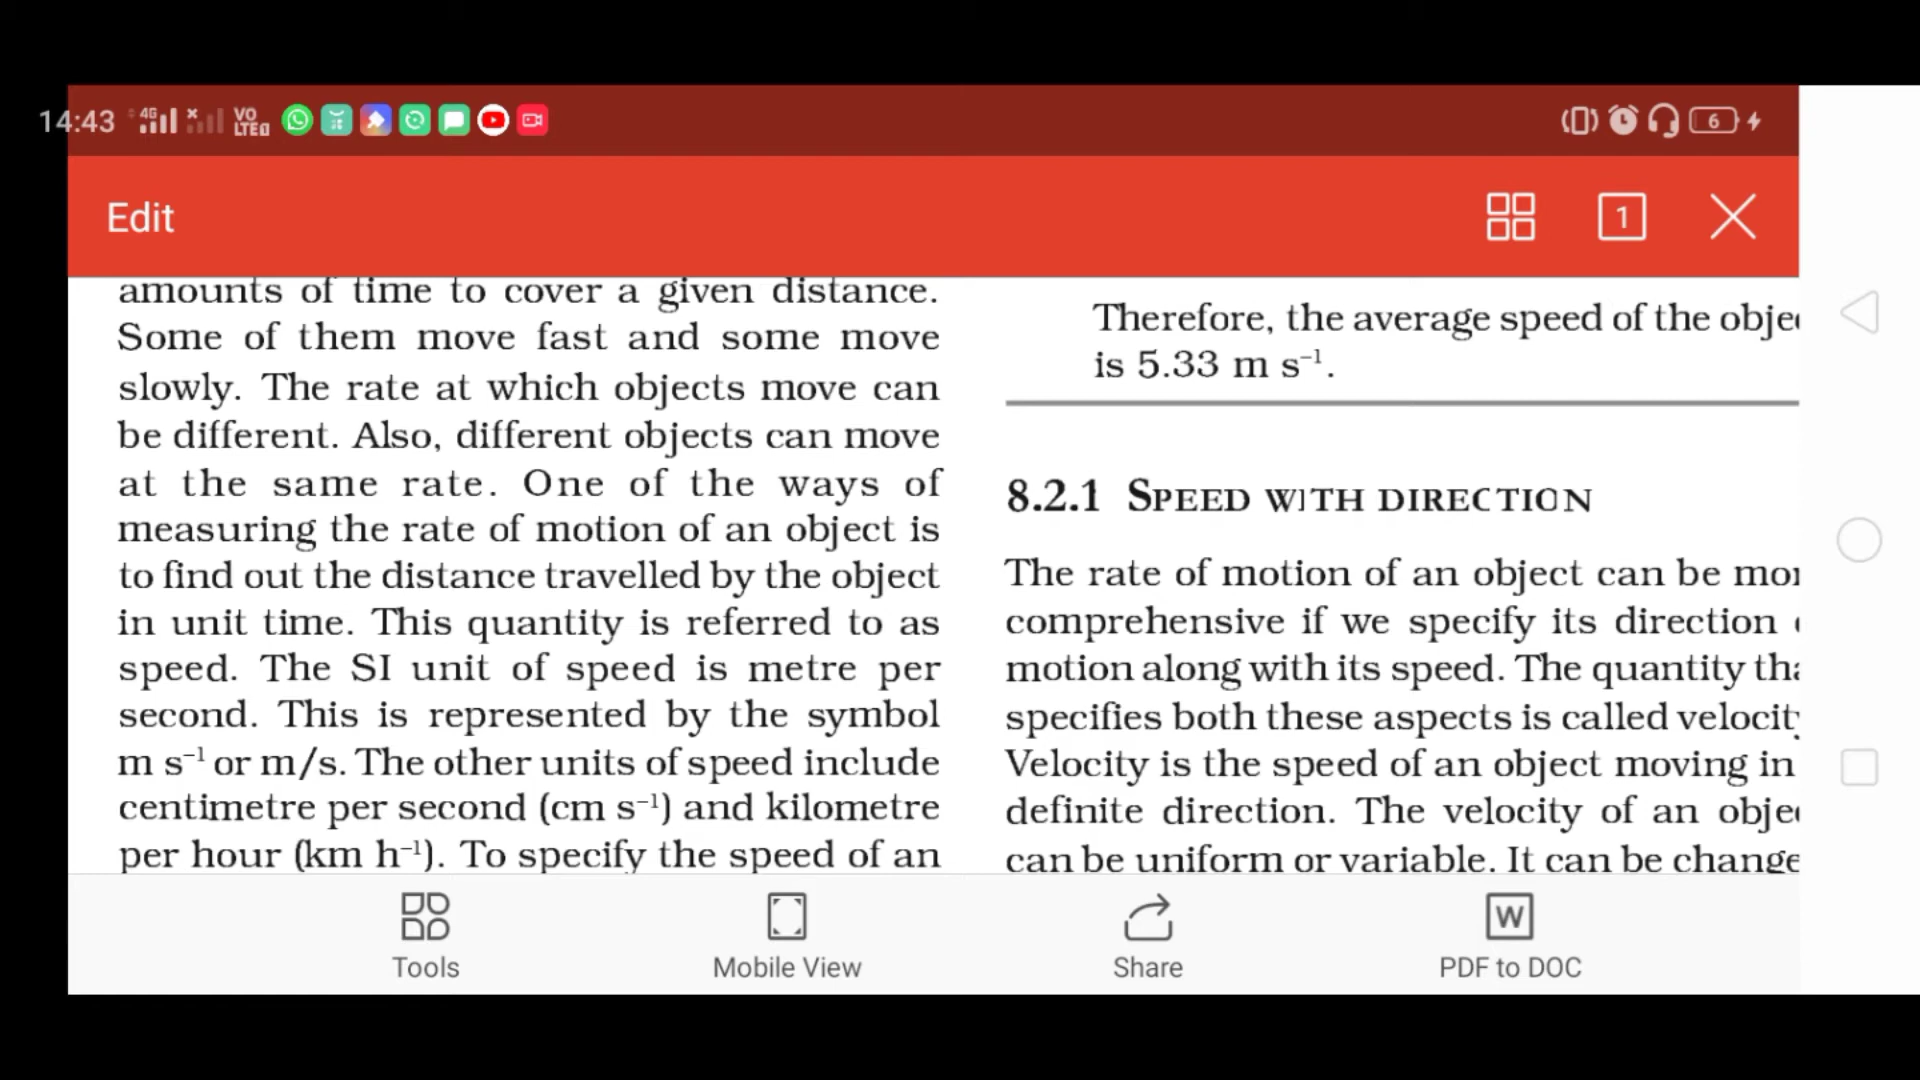 14:43 4G VO LTE 6
Edit 1
amounts of time to cover a given distance.
Some of them move fast and some move
slowly. The rate at which objects move can
be different. Also, different objects can move
at the same rate. One of the ways of
measuring the rate of motion of an object is
to find out the distance travelled by the object
in unit time. This quantity is referred to as
speed. The SI unit of speed is metre per
second. This is represented by the symbol
m s⁻¹ or m/s. The other units of speed include
centimetre per second (cm s⁻¹) and kilometre
per hour (km h⁻¹). To specify the speed of an
Therefore, the average speed of the obje
is 5.33 m s⁻¹.
8.2.1 SPEED WITH DIRECTION
The rate of motion of an object can be mo
comprehensive if we specify its direction
motion along with its speed. The quantity tha
specifies both these aspects is called velocit
Velocity is the speed of an object moving in
definite direction. The velocity of an obje
can be uniform or variable. It can be change
Tools
Mobile View
Share
W
PDF to DOC